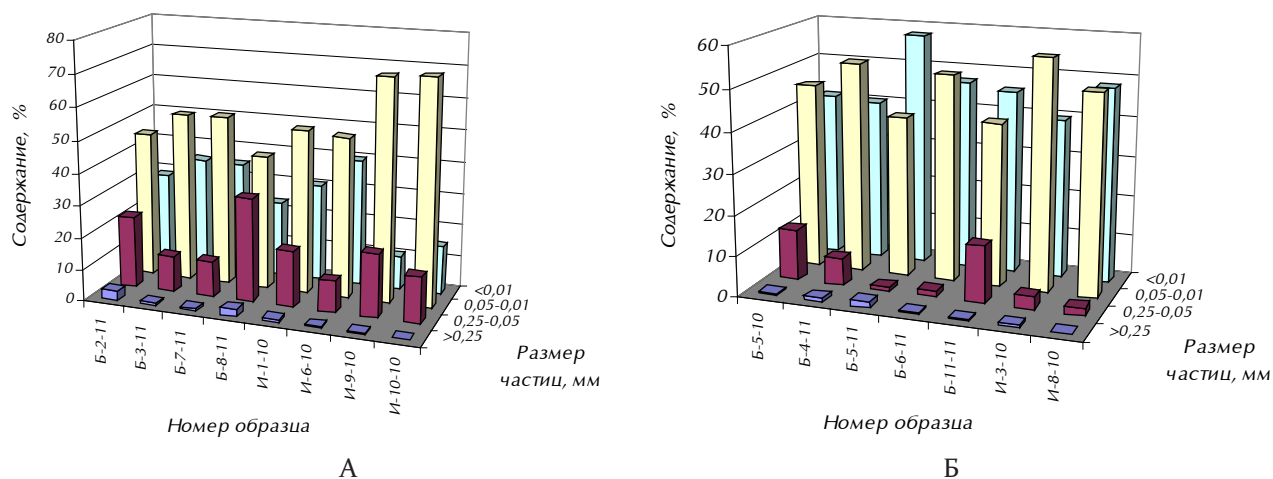 Содержание, %
80
70
60
50
40
30
20
10
0
Б-2-11
Б-3-11
Б-7-11
Б-8-11
И-1-10
И-6-10
И-9-10
И-10-10
<0,01
0,05-0,01
0,25-0,05
>0,25
Размер
частиц, мм
Номер образца
А
Содержание, %
60
50
40
30
20
10
0
Б-5-10
Б-4-11
Б-5-11
Б-6-11
Б-11-11
И-3-10
И-8-10
<0,01
0,05-0,01
0,25-0,05
>0,25
Размер
частиц, мм
Номер образца
Б